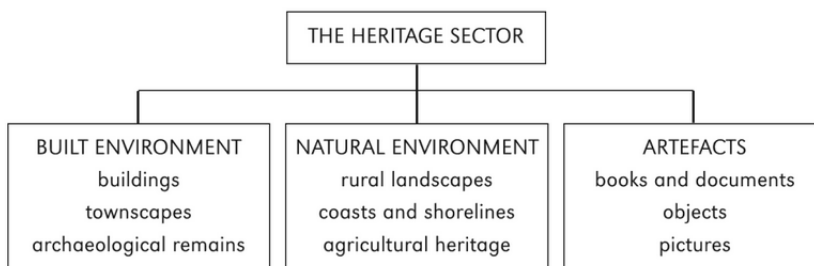 THE HERITAGE SECTOR
BUILT ENVIRONMENT
buildings
townscapes
archaeological remains
NATURAL ENVIRONMENT
rural landscapes
coasts and shorelines
agricultural heritage
ARTEFACTS
books and documents
objects
pictures